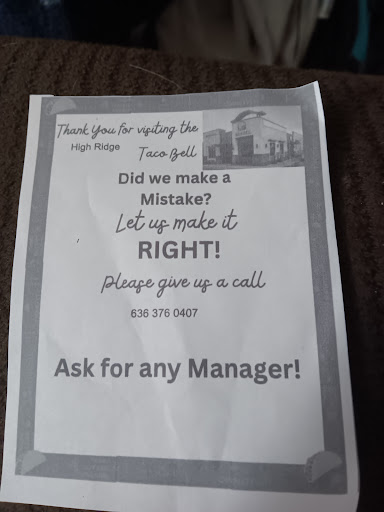 Thank You for visiting the
High Ridge Taco Bell
Did we make a
Mistake?
Let us make it
RIGHT!
Please give us a call
636 376 0407
Ask for any Manager!